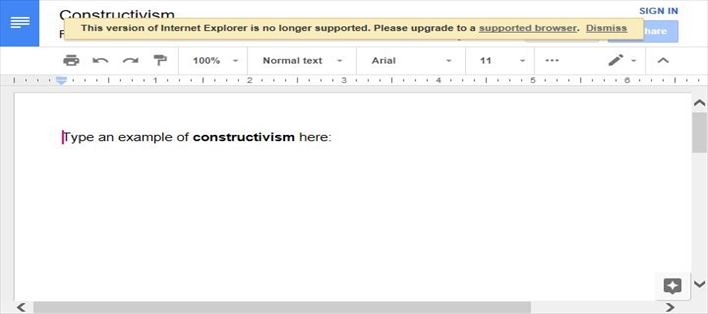 Constructivism
SIGN IN
This version of Internet Explorer is no longer supported. Please upgrade to a supported browser. Dismiss
hare
100% Normal text Arial 11
1 2 3 4 5 6
Type an example of constructivism here: